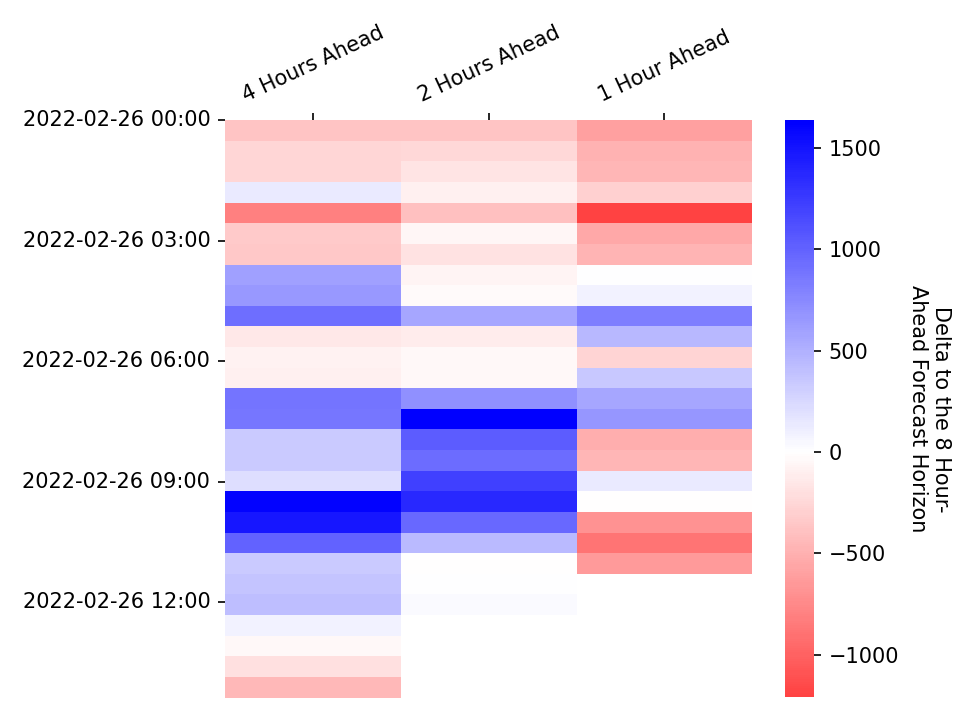 4 Hours Ahead
2 Hours Ahead
1 Hour Ahead
2022-02-26 00:00
2022-02-26 03:00
2022-02-26 06:00
2022-02-26 09:00
2022-02-26 12:00
1500
1000
500
0
−500
−1000
Delta to the 8 Hour-
Ahead Forecast Horizon